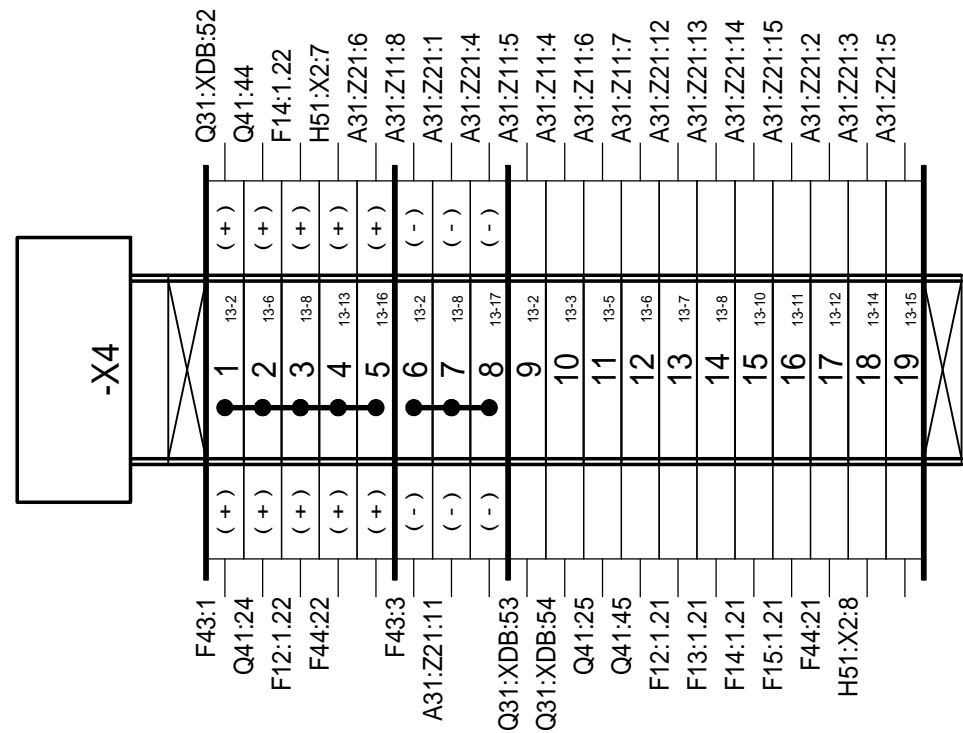 -X4
Q31:XDB:52
Q41:44
F14:1.22
H51:X2:7
A31:Z21:6
A31:Z11:8
A31:Z21:1
A31:Z21:4
A31:Z11:5
A31:Z11:4
A31:Z11:6
A31:Z11:7
A31:Z21:12
A31:Z21:13
A31:Z21:14
A31:Z21:15
A31:Z21:2
A31:Z21:3
A31:Z21:5
(+)
(+)
(+)
(+)
(+)
(-)
(-)
(-)
13-2
13-6
13-8
13-13
13-16
13-2
13-8
13-17
13-2
13-3
13-5
13-6
13-7
13-8
13-10
13-11
13-12
13-14
13-15
1
2
3
4
5
6
7
8
9
10
11
12
13
14
15
16
17
18
19
(+)
(+)
(+)
(+)
(+)
(-)
(-)
(-)
F43:1
Q41:24
F12:1.22
F44:22
F43:3
A31:Z21:11
Q31:XDB:53
Q31:XDB:54
Q41:25
Q41:45
F12:1.21
F13:1.21
F14:1.21
F15:1.21
F44:21
H51:X2:8